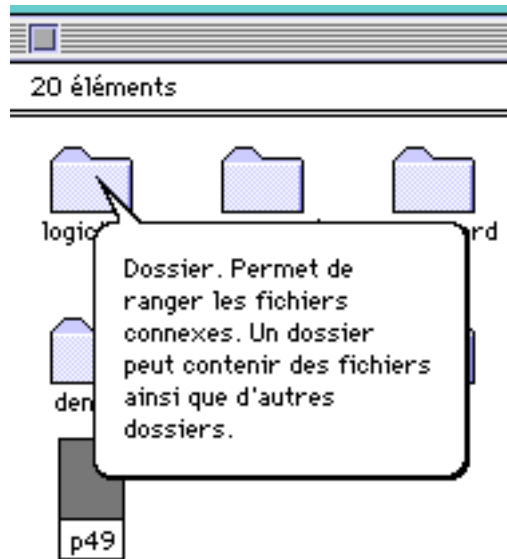 20 éléments
Dossier. Permet de
ranger les fichiers
connexes. Un dossier
peut contenir des fichiers
ainsi que d'autres
dossiers.
p49